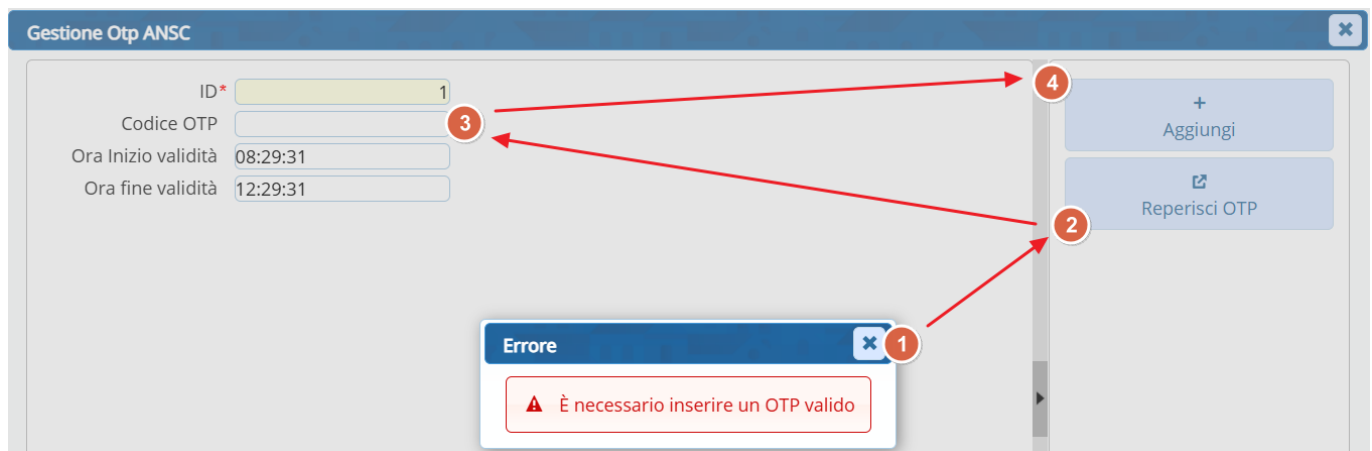 Gestione Otp ANSC
ID* 1
Codice OTP
Ora Inizio validità 08:29:31
Ora fine validità 12:29:31
3
4
+
Aggiungi
Reperisci OTP
2
Errore
1
È necessario inserire un OTP valido